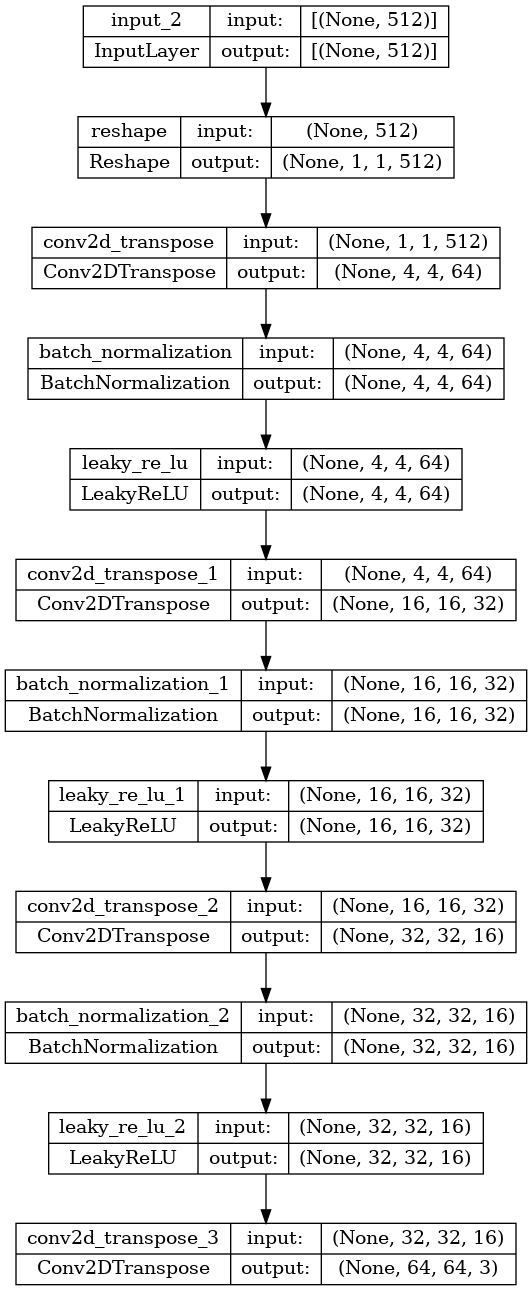 input_2 input: [(None, 512)]
InputLayer output: [(None, 512)]
reshape input: (None, 512)
Reshape output: (None, 1, 1, 512)
conv2d_transpose input: (None, 1, 1, 512)
Conv2DTranspose output: (None, 4, 4, 64)
batch_normalization input: (None, 4, 4, 64)
BatchNormalization output: (None, 4, 4, 64)
leaky_re_lu input: (None, 4, 4, 64)
LeakyReLU output: (None, 4, 4, 64)
conv2d_transpose_1 input: (None, 4, 4, 64)
Conv2DTranspose output: (None, 16, 16, 32)
batch_normalization_1 input: (None, 16, 16, 32)
BatchNormalization output: (None, 16, 16, 32)
leaky_re_lu_1 input: (None, 16, 16, 32)
LeakyReLU output: (None, 16, 16, 32)
conv2d_transpose_2 input: (None, 16, 16, 32)
Conv2DTranspose output: (None, 32, 32, 16)
batch_normalization_2 input: (None, 32, 32, 16)
BatchNormalization output: (None, 32, 32, 16)
leaky_re_lu_2 input: (None, 32, 32, 16)
LeakyReLU output: (None, 32, 32, 16)
conv2d_transpose_3 input: (None, 32, 32, 16)
Conv2DTranspose output: (None, 64, 64, 3)